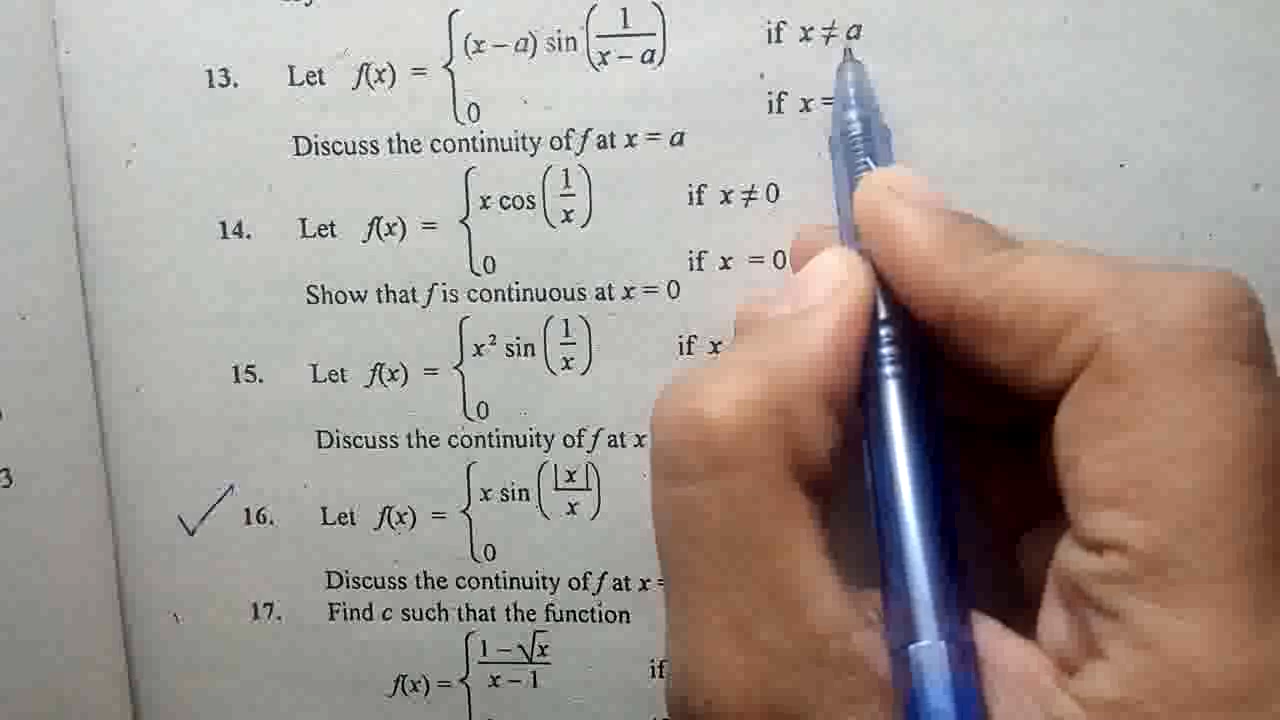 13. Let f(x) = { (x − a) sin (1/(x − a)) if x ≠ a
0 if x =
Discuss the continuity of f at x = a
14. Let f(x) = { x cos (1/x) if x ≠ 0
0 if x = 0
Show that f is continuous at x = 0
15. Let f(x) = { x² sin (1/x) if x
0
Discuss the continuity of f at x
3
16. Let f(x) = { x sin (|x|/x)
0
Discuss the continuity of f at x =
17. Find c such that the function
f(x) = { (1 − √x)/(x − 1) if